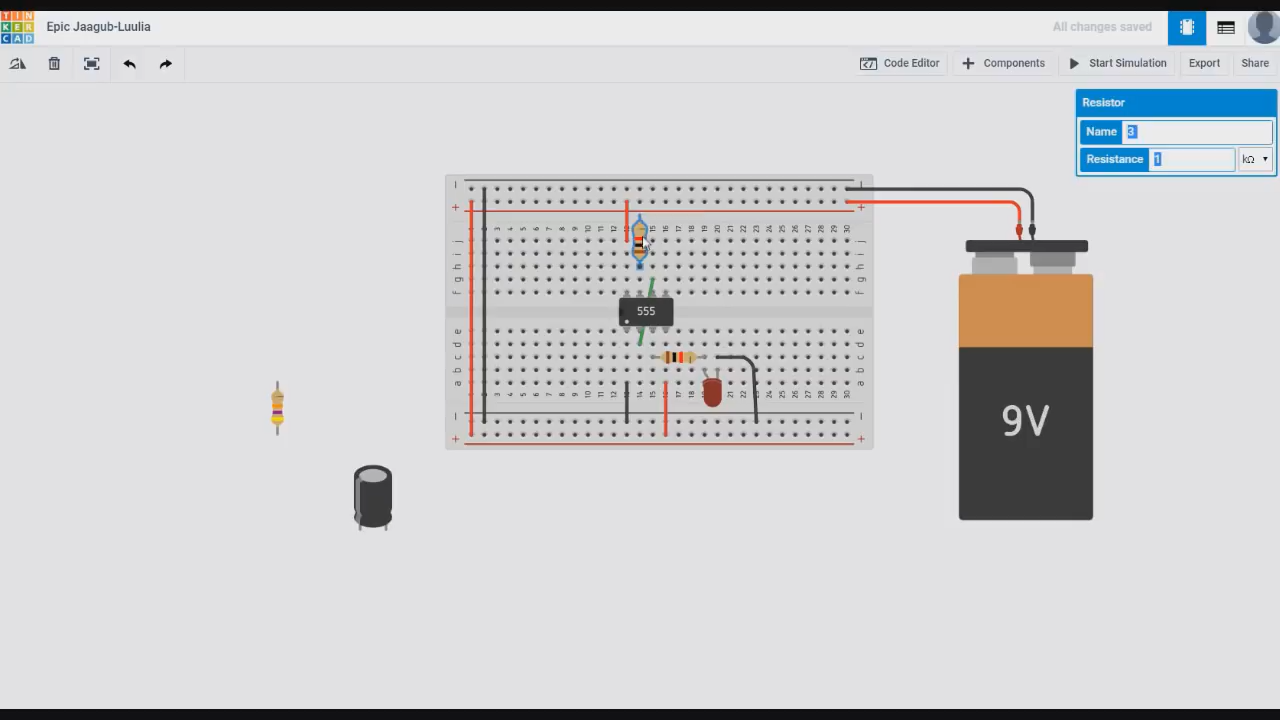 TIN
KER
CAD
Epic Jaagub-Luulia
All changes saved
Code Editor
Components
Start Simulation
Export
Share
Resistor
Name 3
Resistance 1 kΩ
555
9V